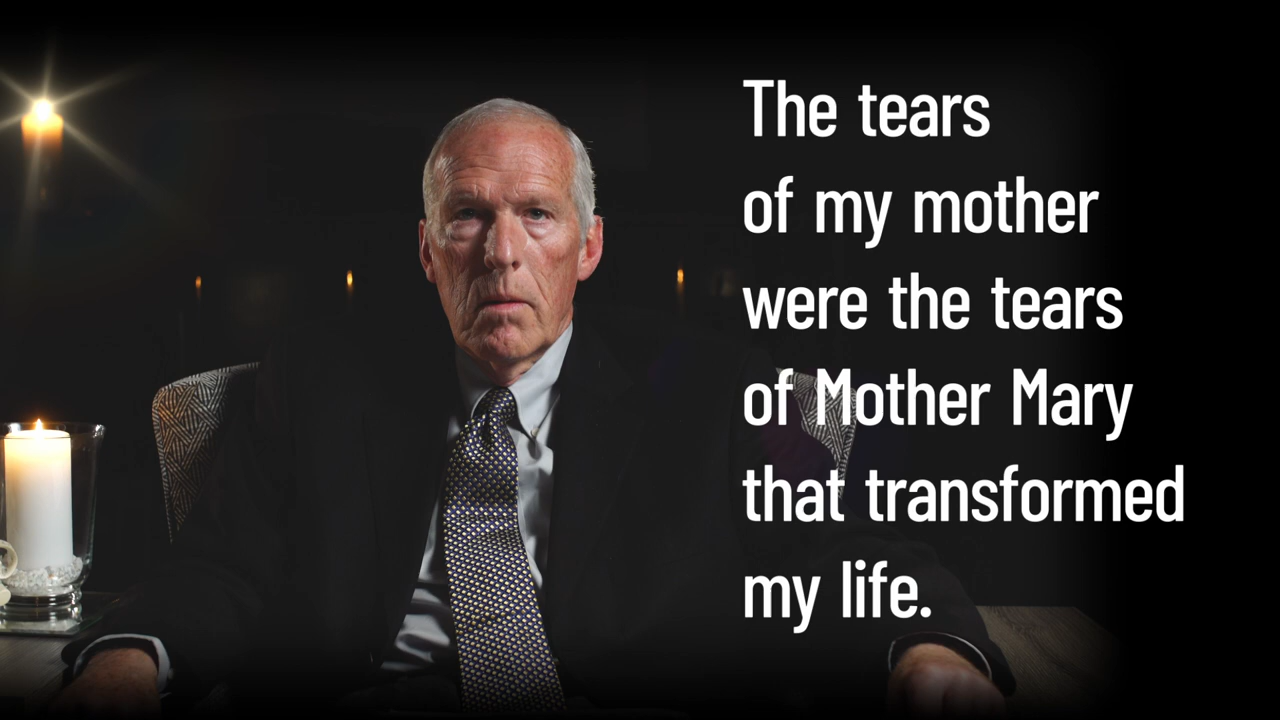 The tears
of my mother
were the tears
of Mother Mary
that transformed
my life.